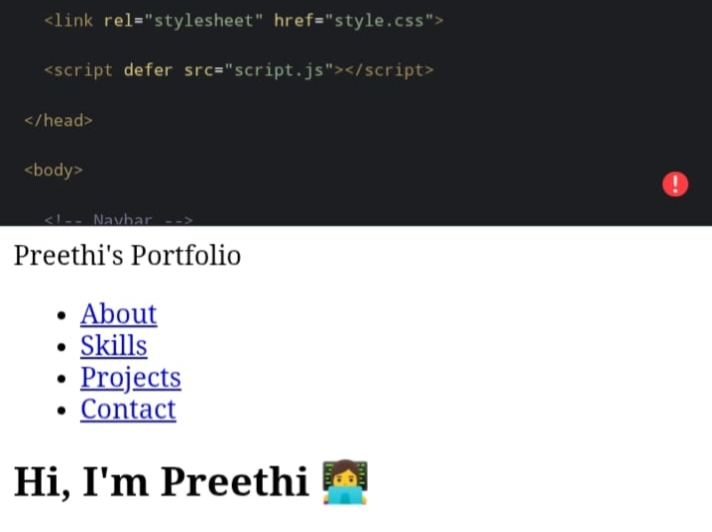 <link rel="stylesheet" href="style.css">
<script defer src="script.js"></script>
</head>
<body>
<!-- Navbar -->
Preethi's Portfolio
• About
• Skills
• Projects
• Contact
Hi, I'm Preethi 👩‍💻